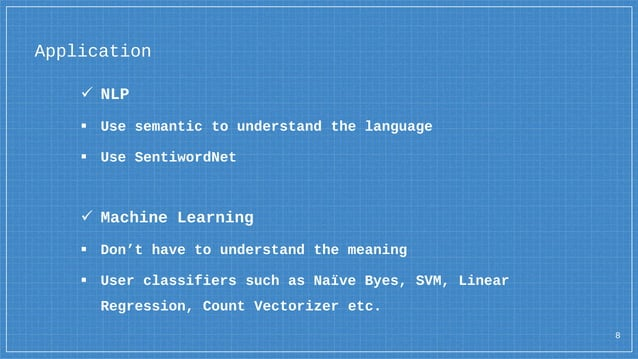 Application
✓ NLP
▪ Use semantic to understand the language
▪ Use SentiwordNet
✓ Machine Learning
▪ Don’t have to understand the meaning
▪ User classifiers such as Naïve Byes, SVM, Linear
Regression, Count Vectorizer etc.
8